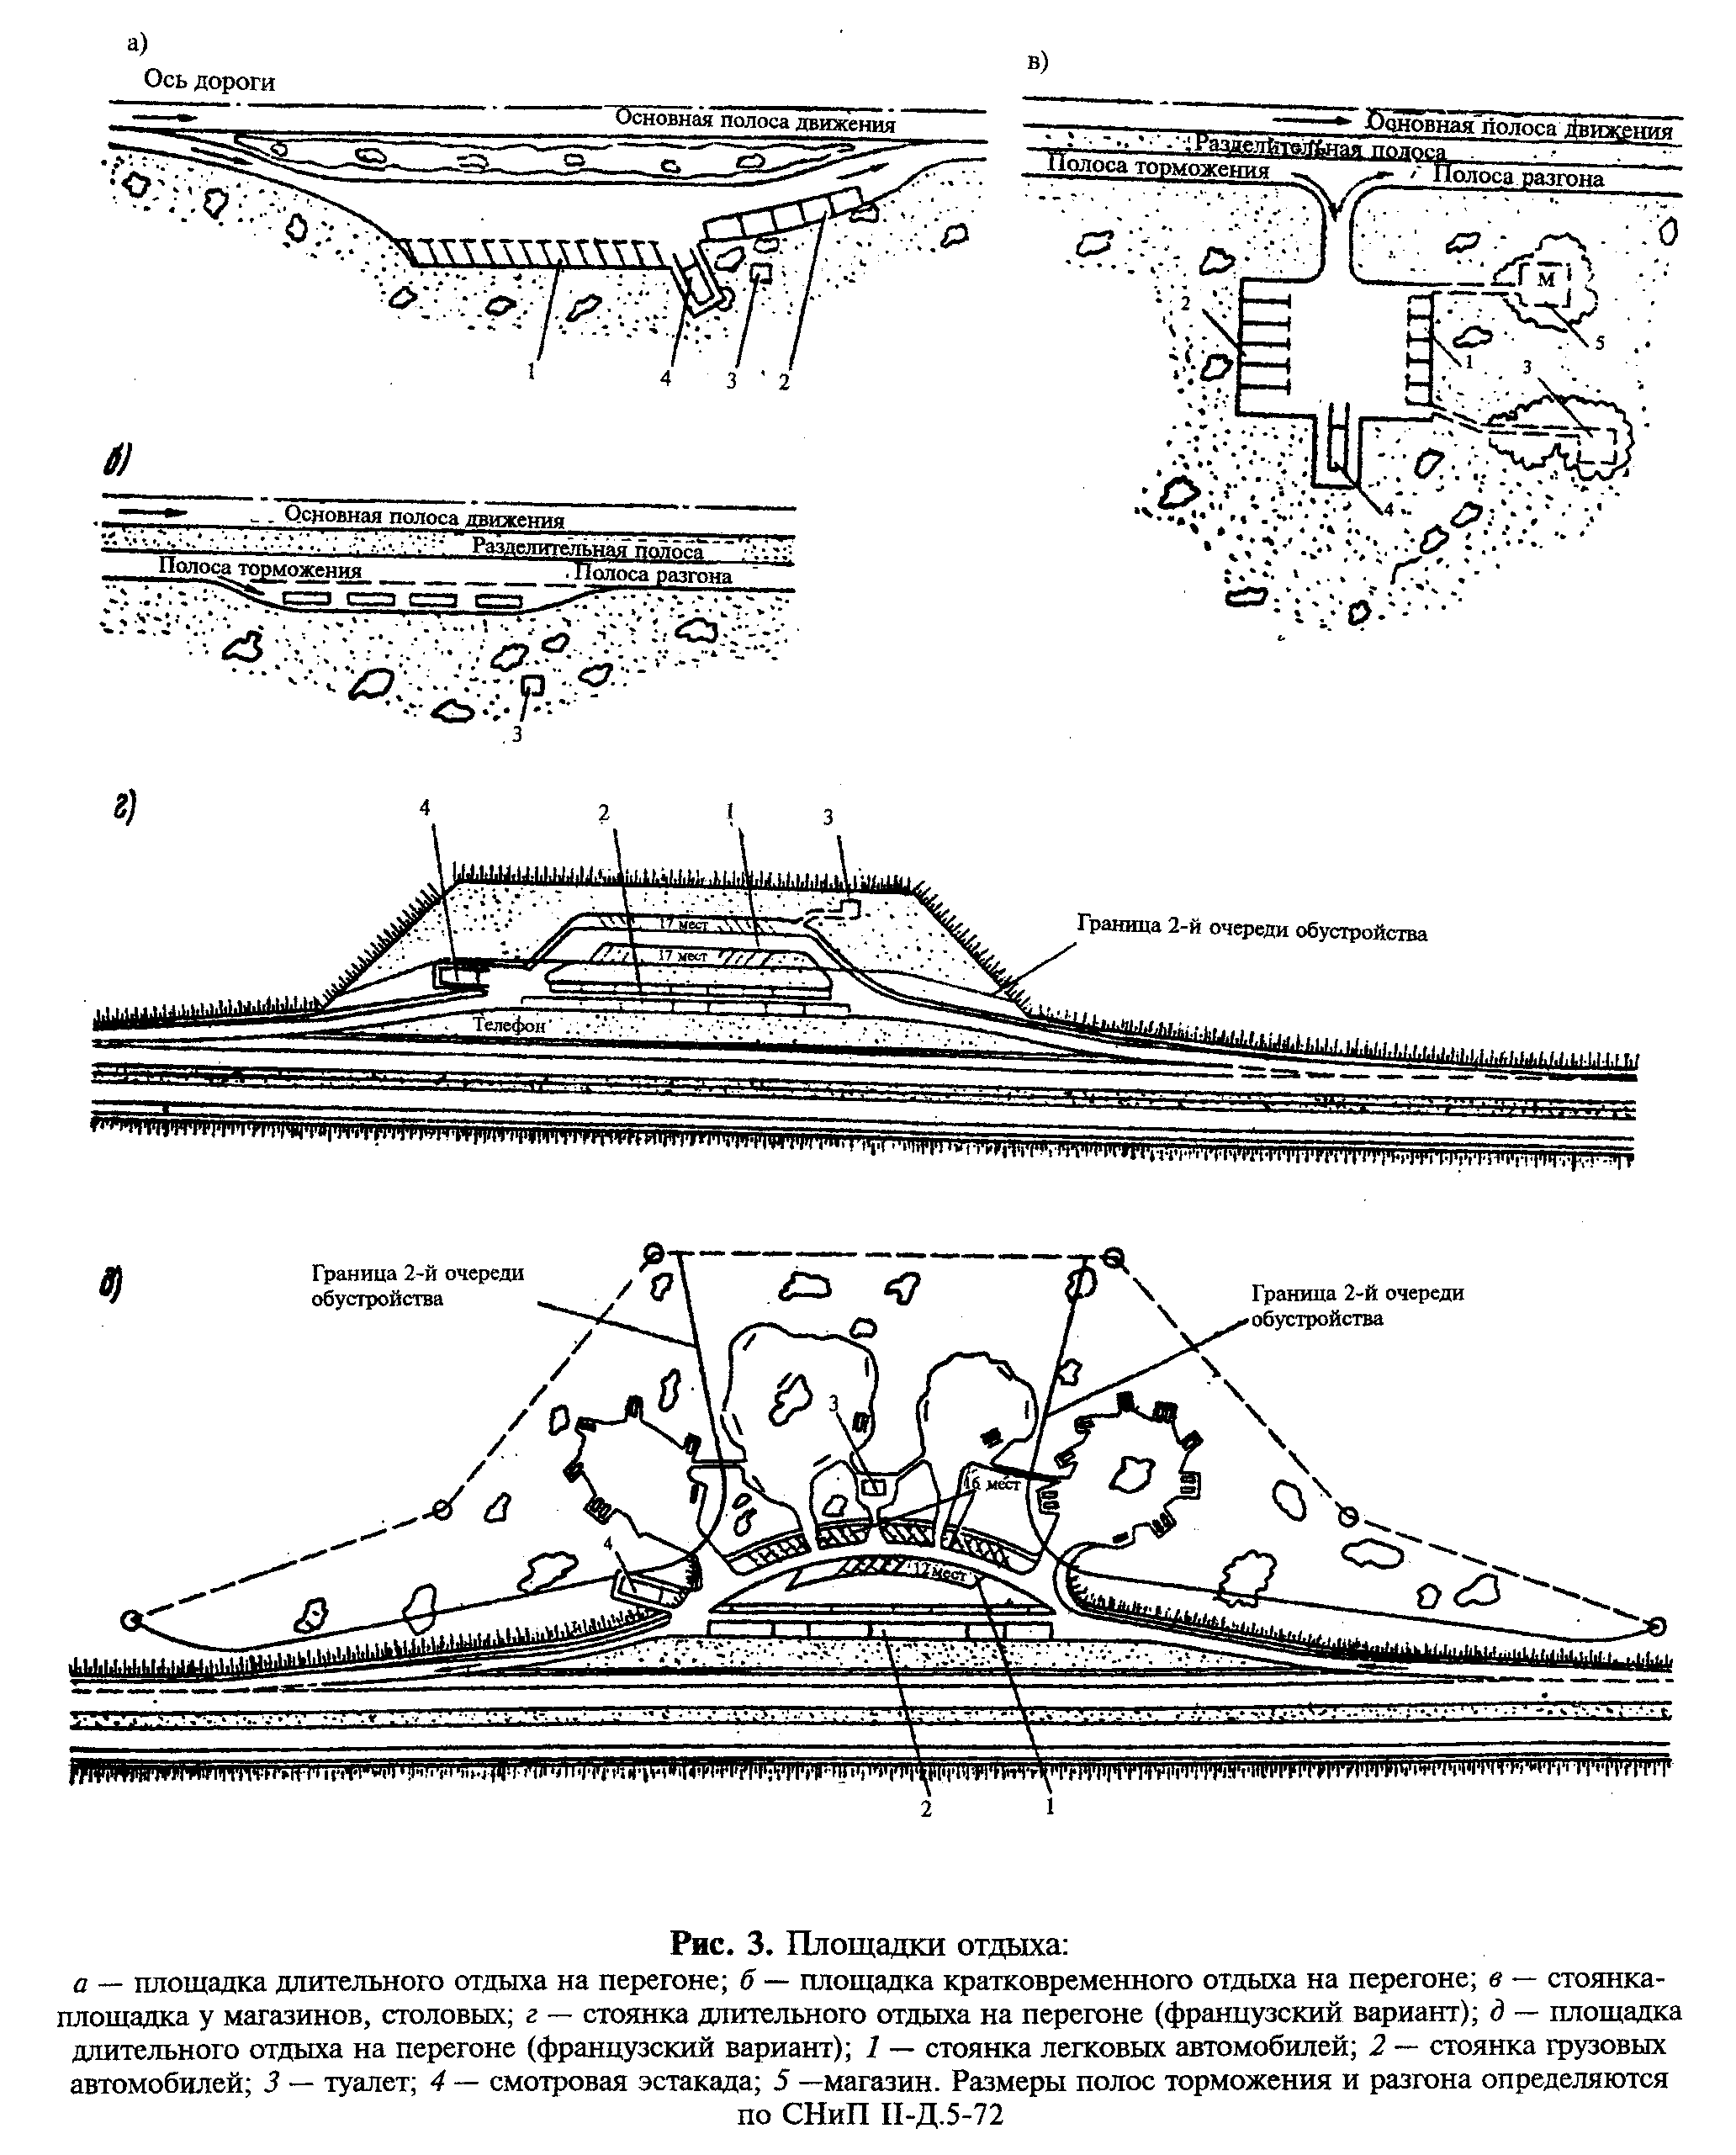 а)
Ось дороги
Основная полоса движения
1
4
3
2
в)
Основная полоса движения
Разделительная полоса
Полоса торможения
Полоса разгона
М
2
5
1
3
4
б)
Основная полоса движения
Разделительная полоса
Полоса торможения
Полоса разгона
3
г)
4
2
1
3
17 мест
Граница 2-й очереди обустройства
17 мест
Телефон
д)
Граница 2-й очереди
обустройства
Граница 2-й очереди
обустройства
3
16 мест
4
12 мест
2
1
Рис. 3. Площадки отдыха:
а — площадка длительного отдыха на перегоне; б — площадка кратковременного отдыха на перегоне; в — стоянка-
площадка у магазинов, столовых; г — стоянка длительного отдыха на перегоне (французский вариант); д — площадка
длительного отдыха на перегоне (французский вариант); 1 — стоянка легковых автомобилей; 2 — стоянка грузовых
автомобилей; 3 — туалет; 4 — смотровая эстакада; 5 —магазин. Размеры полос торможения и разгона определяются
по СНиП II-Д.5-72